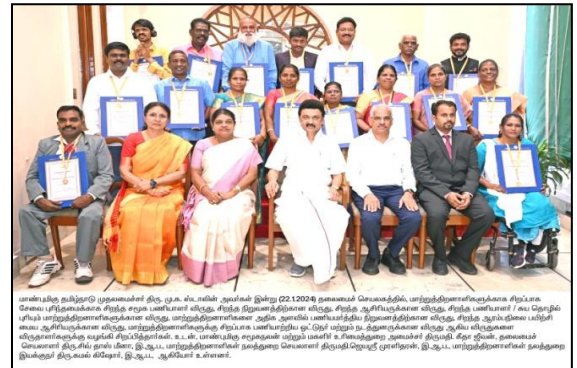 மாண்புமிகு தமிழ்நாடு முதலமைச்சர் திரு. மு.க. ஸ்டாலின் அவர்கள் இன்று (22.1.2024) தலைமைச் செயலகத்தில், மாற்றுத்திறனாளிகளுக்காக சிறப்பாக
சேவை புரிந்தமைக்காக சிறந்த சமூக பணியாளர் விருது, சிறந்த நிறுவனத்திற்கான விருது, சிறந்த ஆசிரியருக்கான விருது, சிறந்த பணியாளர் / சுய தொழில்
புரியும் மாற்றுத்திறனாளிகளுக்கான விருது, மாற்றுத்திறனாளிகளை அதிக அளவில் பணியமர்த்திய நிறுவனத்திற்கான விருது, சிறந்த ஆரம்பநிலை பயிற்சி
மைய ஆசிரியருக்கான விருது, மாற்றுத்திறனாளிகளுக்கு சிறப்பாக பணியாற்றிய ஓட்டுநர் மற்றும் நடத்துனருக்கான விருது ஆகிய விருதுகளை
விருதாளர்களுக்கு வழங்கி சிறப்பித்தார்கள். உடன், மாண்புமிகு சமூகநலன் மற்றும் மகளிர் உரிமைத்துறை அமைச்சர் திருமதி. கீதா ஜீவன், தலைமைச்
செயலாளர் திரு.சிவ் தாஸ் மீனா, இ.ஆ.ப., மாற்றுத்திறனாளிகள் நலத்துறை செயலாளர் திருமதி.ஜெயஸ்ரீ முரளிதரன், இ.ஆ.ப., மாற்றுத்திறனாளிகள் நலத்துறை
இயக்குநர் திரு.கமல் கிஷோர், இ.ஆ.ப., ஆகியோர் உள்ளனர்.